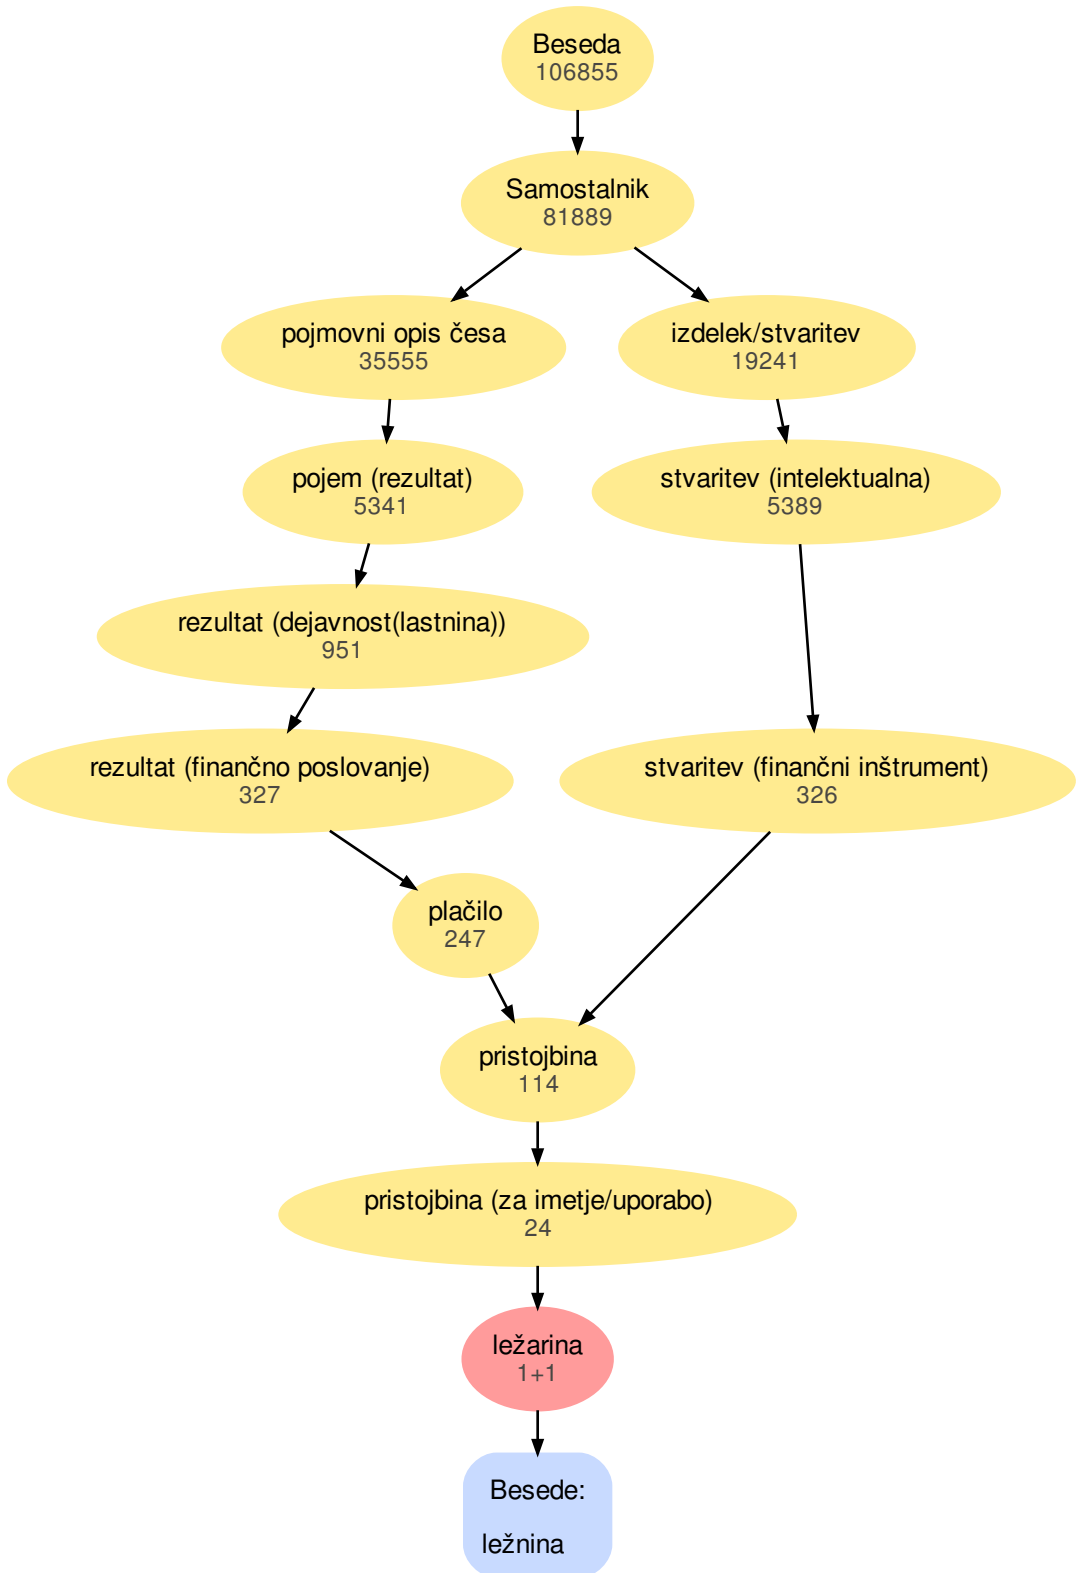 Beseda
106855
Samostalnik
81889
pojmovni opis česa
35555
izdelek/stvaritev
19241
pojem (rezultat)
5341
stvaritev (intelektualna)
5389
rezultat (dejavnost(lastnina))
951
rezultat (finančno poslovanje)
327
stvaritev (finančni inštrument)
326
plačilo
247
pristojbina
114
pristojbina (za imetje/uporabo)
24
ležarina
1+1
Besede:
ležnina